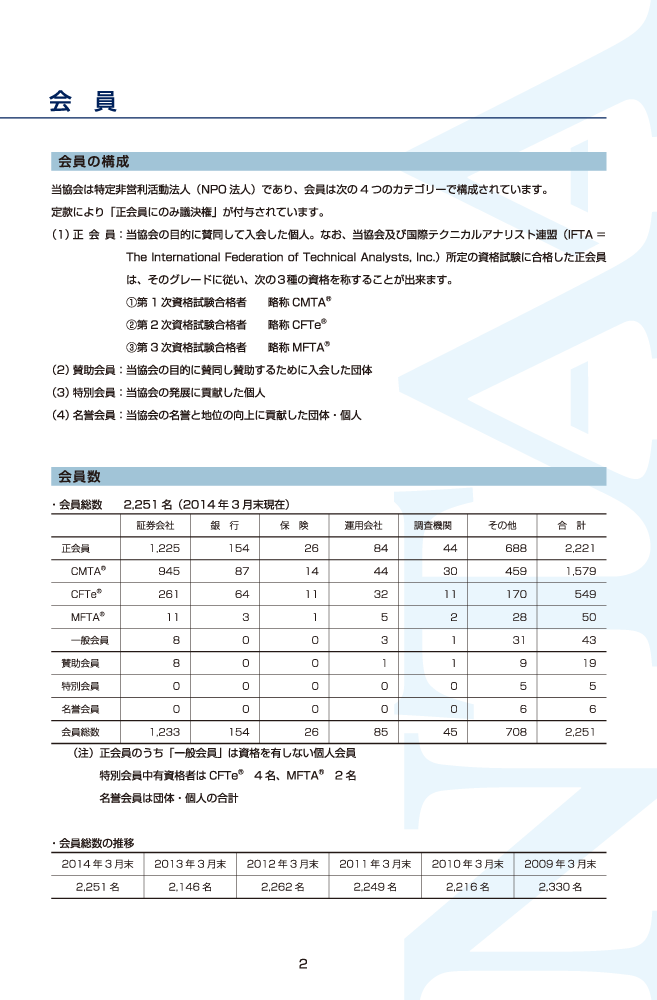 会 員
会員の構成
当協会は特定非営利活動法人（NPO 法人）であり、会員は次の 4 つのカテゴリーで構成されています。
定款により「正会員にのみ議決権」が付与されています。
（1）正 会 員：当協会の目的に賛同して入会した個人。なお、当協会及び国際テクニカルアナリスト連盟（IFTA ＝
The International Federation of Technical Analysts, Inc.）所定の資格試験に合格した正会員
は、そのグレードに従い、次の３種の資格を称することが出来ます。
①第 1 次資格試験合格者 略称 CMTA®
②第 2 次資格試験合格者 略称 CFTe®
③第 3 次資格試験合格者 略称 MFTA®
（2）賛助会員：当協会の目的に賛同し賛助するために入会した団体
（3）特別会員：当協会の発展に貢献した個人
（4）名誉会員：当協会の名誉と地位の向上に貢献した団体・個人
会員数
・会員総数 2,251 名（2014 年 3 月末現在）
証券会社 銀 行 保 険 運用会社 調査機関 その他 合 計
正会員 1,225 154 26 84 44 688 2,221
CMTA® 945 87 14 44 30 459 1,579
CFTe® 261 64 11 32 11 170 549
MFTA® 11 3 1 5 2 28 50
一般会員 8 0 0 3 1 31 43
賛助会員 8 0 0 1 1 9 19
特別会員 0 0 0 0 0 5 5
名誉会員 0 0 0 0 0 6 6
会員総数 1,233 154 26 85 45 708 2,251
（注）正会員のうち「一般会員」は資格を有しない個人会員
特別会員中有資格者は CFTe® 4 名、MFTA® 2 名
名誉会員は団体・個人の合計
・会員総数の推移
2014 年 3 月末 2013 年 3 月末 2012 年 3 月末 2011 年 3 月末 2010 年 3 月末 2009 年 3 月末
2,251 名 2,146 名 2,262 名 2,249 名 2,216 名 2,330 名
2
NTAA